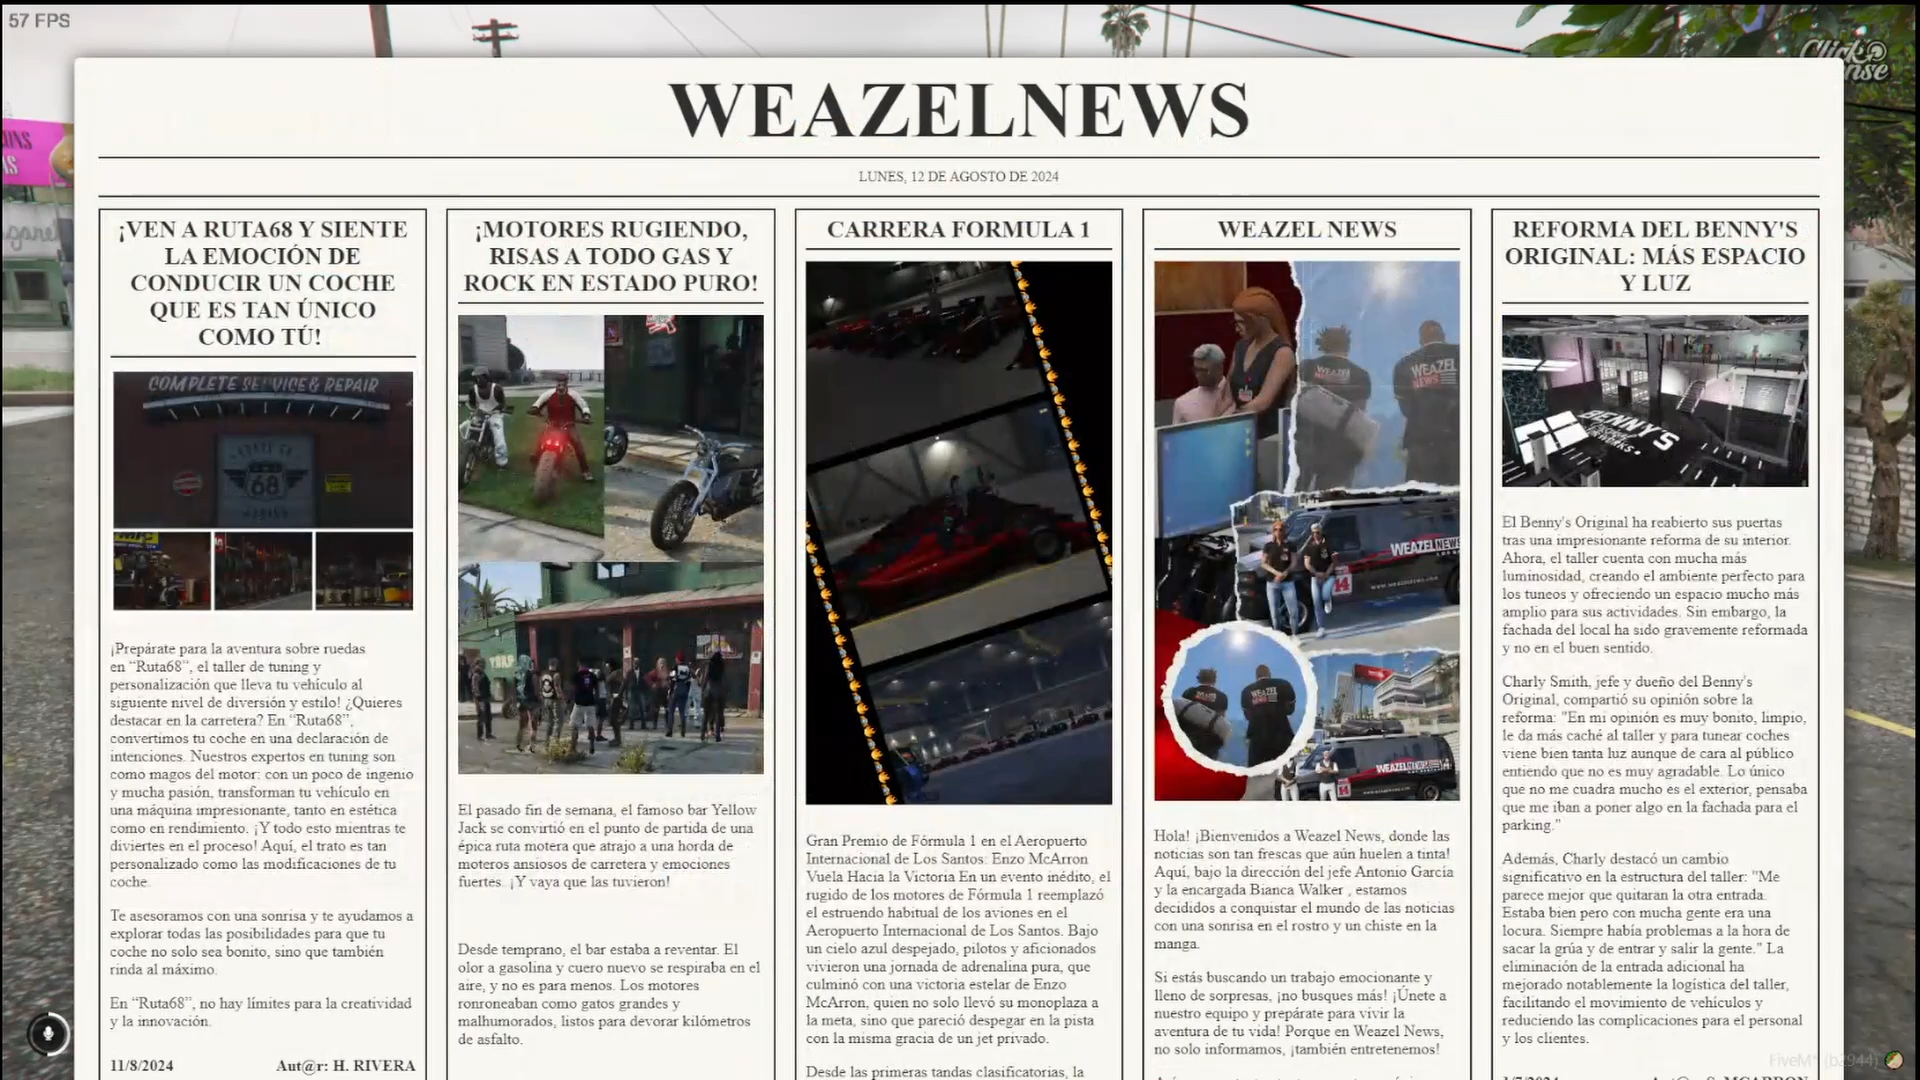 57 FPS
WEAZELNEWS
LUNES, 12 DE AGOSTO DE 2024
¡VEN A RUTA68 Y SIENTE
LA EMOCIÓN DE
CONDUCIR UN COCHE
QUE ES TAN ÚNICO
COMO TÚ!
COMPLETE SERVICE & REPAIR
68
¡Prepárate para la aventura sobre ruedas
en “Ruta68”, el taller de tuning y
personalización que lleva tu vehículo al
siguiente nivel de diversión y estilo! ¿Quieres
destacar en la carretera? En “Ruta68”,
convertimos tu coche en una declaración de
intenciones. Nuestros expertos en tuning son
como magos del motor: con un poco de ingenio
y mucha pasión, transforman tu vehículo en
una máquina impresionante, tanto en estética
como en rendimiento. ¡Y todo esto mientras te
diviertes en el proceso! Aquí, el trato es tan
personalizado como las modificaciones de tu
coche.
Te asesoramos con una sonrisa y te ayudamos a
explorar todas las posibilidades para que tu
coche no solo sea bonito, sino que también
rinda al máximo.
En “Ruta68”, no hay límites para la creatividad
y la innovación.
11/8/2024 Aut@r: H. RIVERA
¡MOTORES RUGIENDO,
RISAS A TODO GAS Y
ROCK EN ESTADO PURO!
El pasado fin de semana, el famoso bar Yellow
Jack se convirtió en el punto de partida de una
épica ruta motera que atrajo a una horda de
moteros ansiosos de carretera y emociones
fuertes. ¡Y vaya que las tuvieron!
Desde temprano, el bar estaba a reventar. El
olor a gasolina y cuero nuevo se respiraba en el
aire, y no es para menos. Los motores
ronroneaban como gatos grandes y
malhumorados, listos para devorar kilómetros
de asfalto.
CARRERA FORMULA 1
Gran Premio de Fórmula 1 en el Aeropuerto
Internacional de Los Santos: Enzo McArron
Vuela Hacia la Victoria En un evento inédito, el
rugido de los motores de Fórmula 1 reemplazó
el estruendo habitual de los aviones en el
Aeropuerto Internacional de Los Santos. Bajo
un cielo azul despejado, pilotos y aficionados
vivieron una jornada de adrenalina pura, que
culminó con una victoria estelar de Enzo
McArron, quien no solo llevó su monoplaza a
la meta, sino que pareció despegar en la pista
con la misma gracia de un jet privado.
Desde las primeras tandas clasificatorias, la
WEAZEL NEWS
WEAZEL
NEWS
WEAZEL
NEWS
WEAZELNEWS
14
WEAZEL
NEWS
WEAZELNEWS
14
Hola! ¡Bienvenidos a Weazel News, donde las
noticias son tan frescas que aún huelen a tinta!
Aquí, bajo la dirección del jefe Antonio García
y la encargada Bianca Walker , estamos
decididos a conquistar el mundo de las noticias
con una sonrisa en el rostro y un chiste en la
manga.
Si estás buscando un trabajo emocionante y
lleno de sorpresas, ¡no busques más! ¡Únete a
nuestro equipo y prepárate para vivir la
aventura de tu vida! Porque en Weazel News,
no solo informamos, ¡también entretenemos!
REFORMA DEL BENNY'S
ORIGINAL: MÁS ESPACIO
Y LUZ
BENNY'S
El Benny's Original ha reabierto sus puertas
tras una impresionante reforma de su interior.
Ahora, el taller cuenta con mucha más
luminosidad, creando el ambiente perfecto para
los tuneos y ofreciendo un espacio mucho más
amplio para sus actividades. Sin embargo, la
fachada del local ha sido gravemente reformada
y no en el buen sentido.
Charly Smith, jefe y dueño del Benny's
Original, compartió su opinión sobre la
reforma: "En mi opinión es muy bonito, limpio,
le da más caché al taller y para tunear coches
viene bien tanta luz aunque de cara al público
entiendo que no es muy agradable. Lo único
que no me cuadra mucho es el exterior, pensaba
que me iban a poner algo en la fachada para el
parking."
Además, Charly destacó un cambio
significativo en la estructura del taller: "Me
parece mejor que quitaran la otra entrada.
Estaba bien pero con mucha gente era una
locura. Siempre había problemas a la hora de
sacar la grúa y de entrar y salir la gente." La
eliminación de la entrada adicional ha
mejorado notablemente la logística del taller,
facilitando el movimiento de vehículos y
reduciendo las complicaciones para el personal
y los clientes.